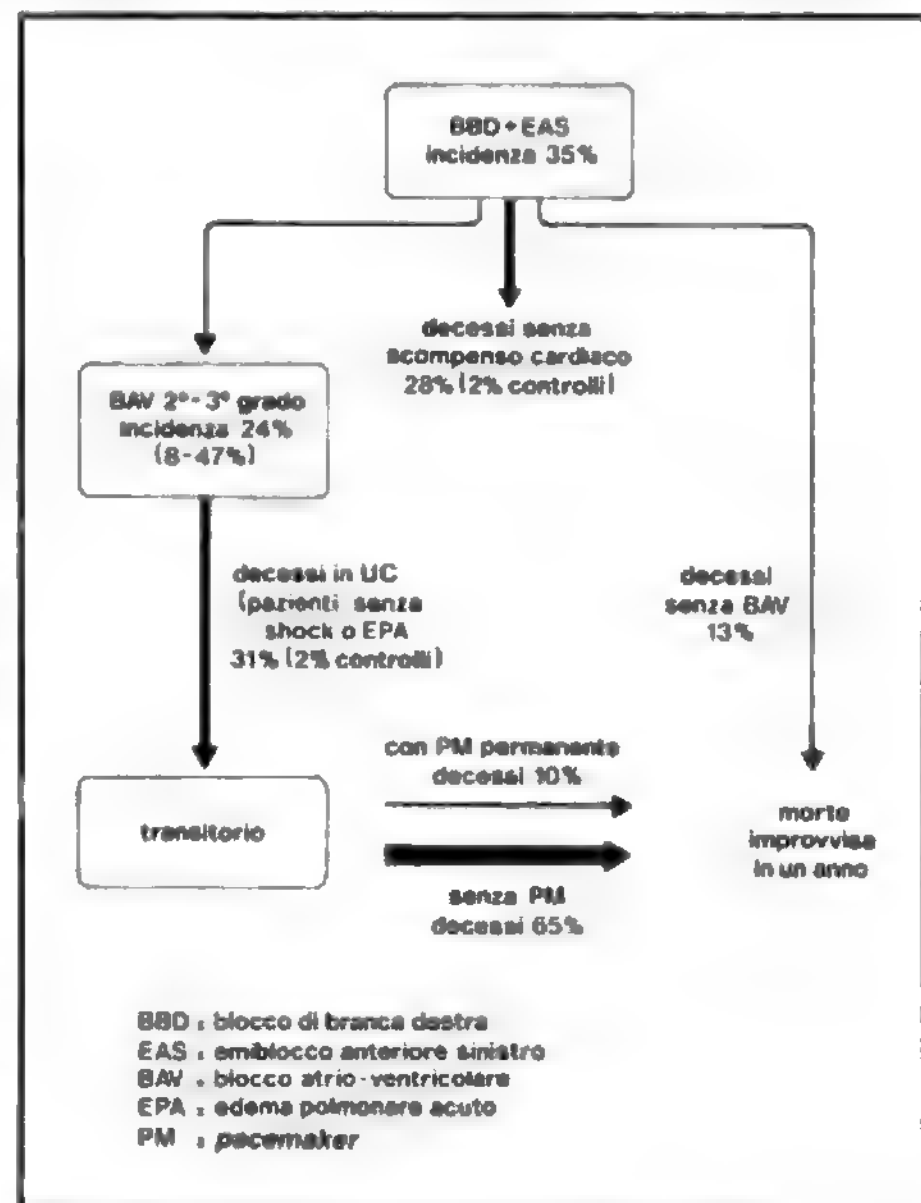 BBD + EAS
incidenza 35%
decessi senza
scompenso cardiaco
28% (2% controlli)
BAV 2° - 3° grado
incidenza 24%
(8 - 47%)
decessi in UC
(pazienti senza
shock o EPA
31% (2% controlli)
decessi
senza BAV
13%
con PM permanente
decessi 10%
transitorio
morte
improvvisa
in un anno
senza PM
decessi 65%
BBD : blocco di branca destra
EAS : emiblocco anteriore sinistro
BAV : blocco atrio-ventricolare
EPA : edema polmonare acuto
PM : pacemaker